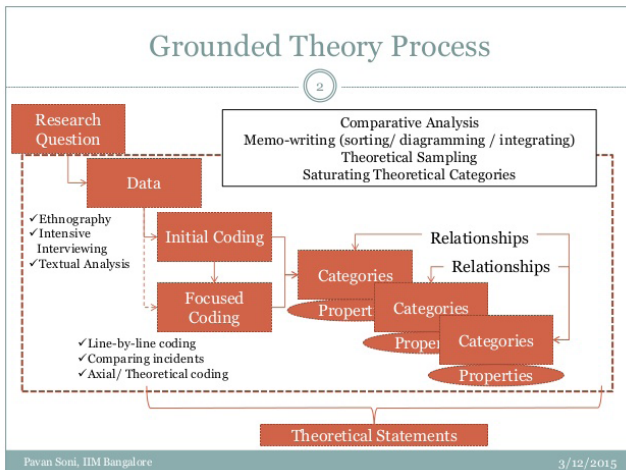 Grounded Theory Process
2
Research
Question
Comparative Analysis
Memo-writing (sorting/ diagramming / integrating)
Theoretical Sampling
Saturating Theoretical Categories
Data
✓Ethnography
✓Intensive
Interviewing
✓Textual Analysis
Initial Coding
Focused
Coding
✓Line-by-line coding
✓Comparing incidents
✓Axial/ Theoretical coding
Relationships
Relationships
Categories
Properti
Categories
Prope
Categories
Properties
Theoretical Statements
Pavan Soni, IIM Bangalore
3/12/2015